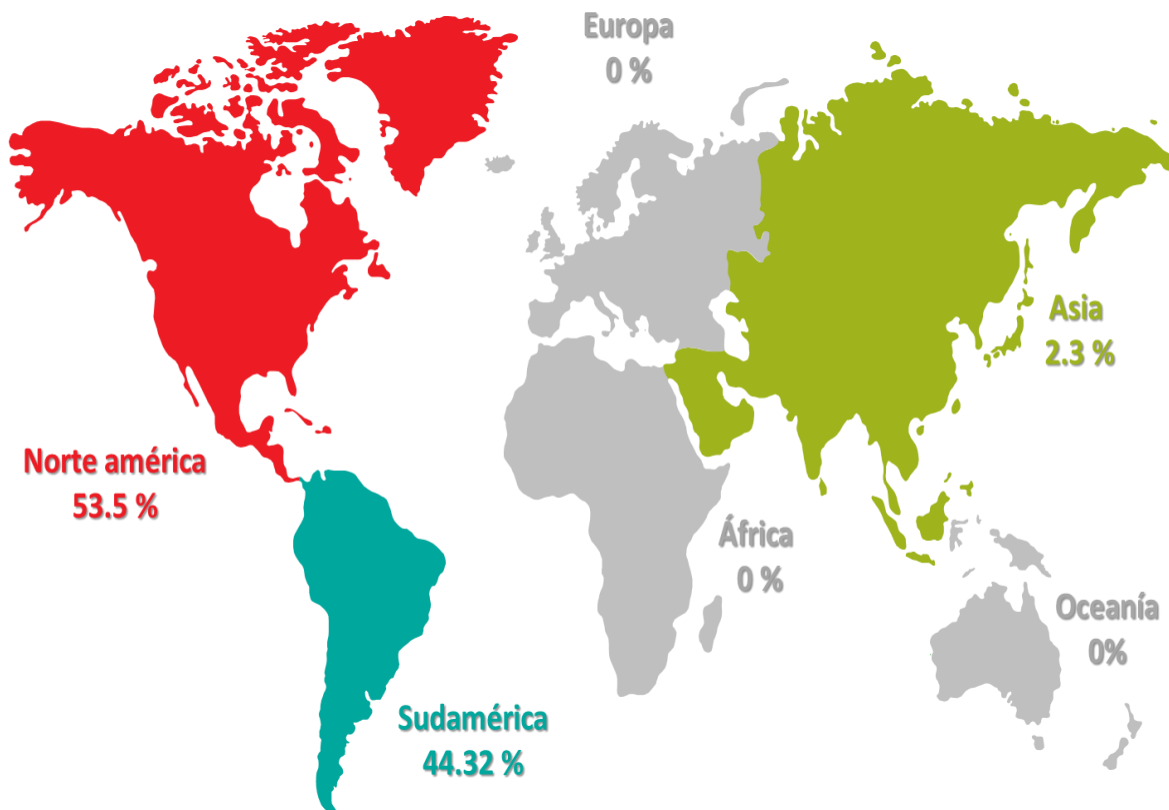 Europa
0 %
Asia
2.3 %
Norte américa
53.5 %
África
0 %
Oceanía
0%
Sudamérica
44.32 %